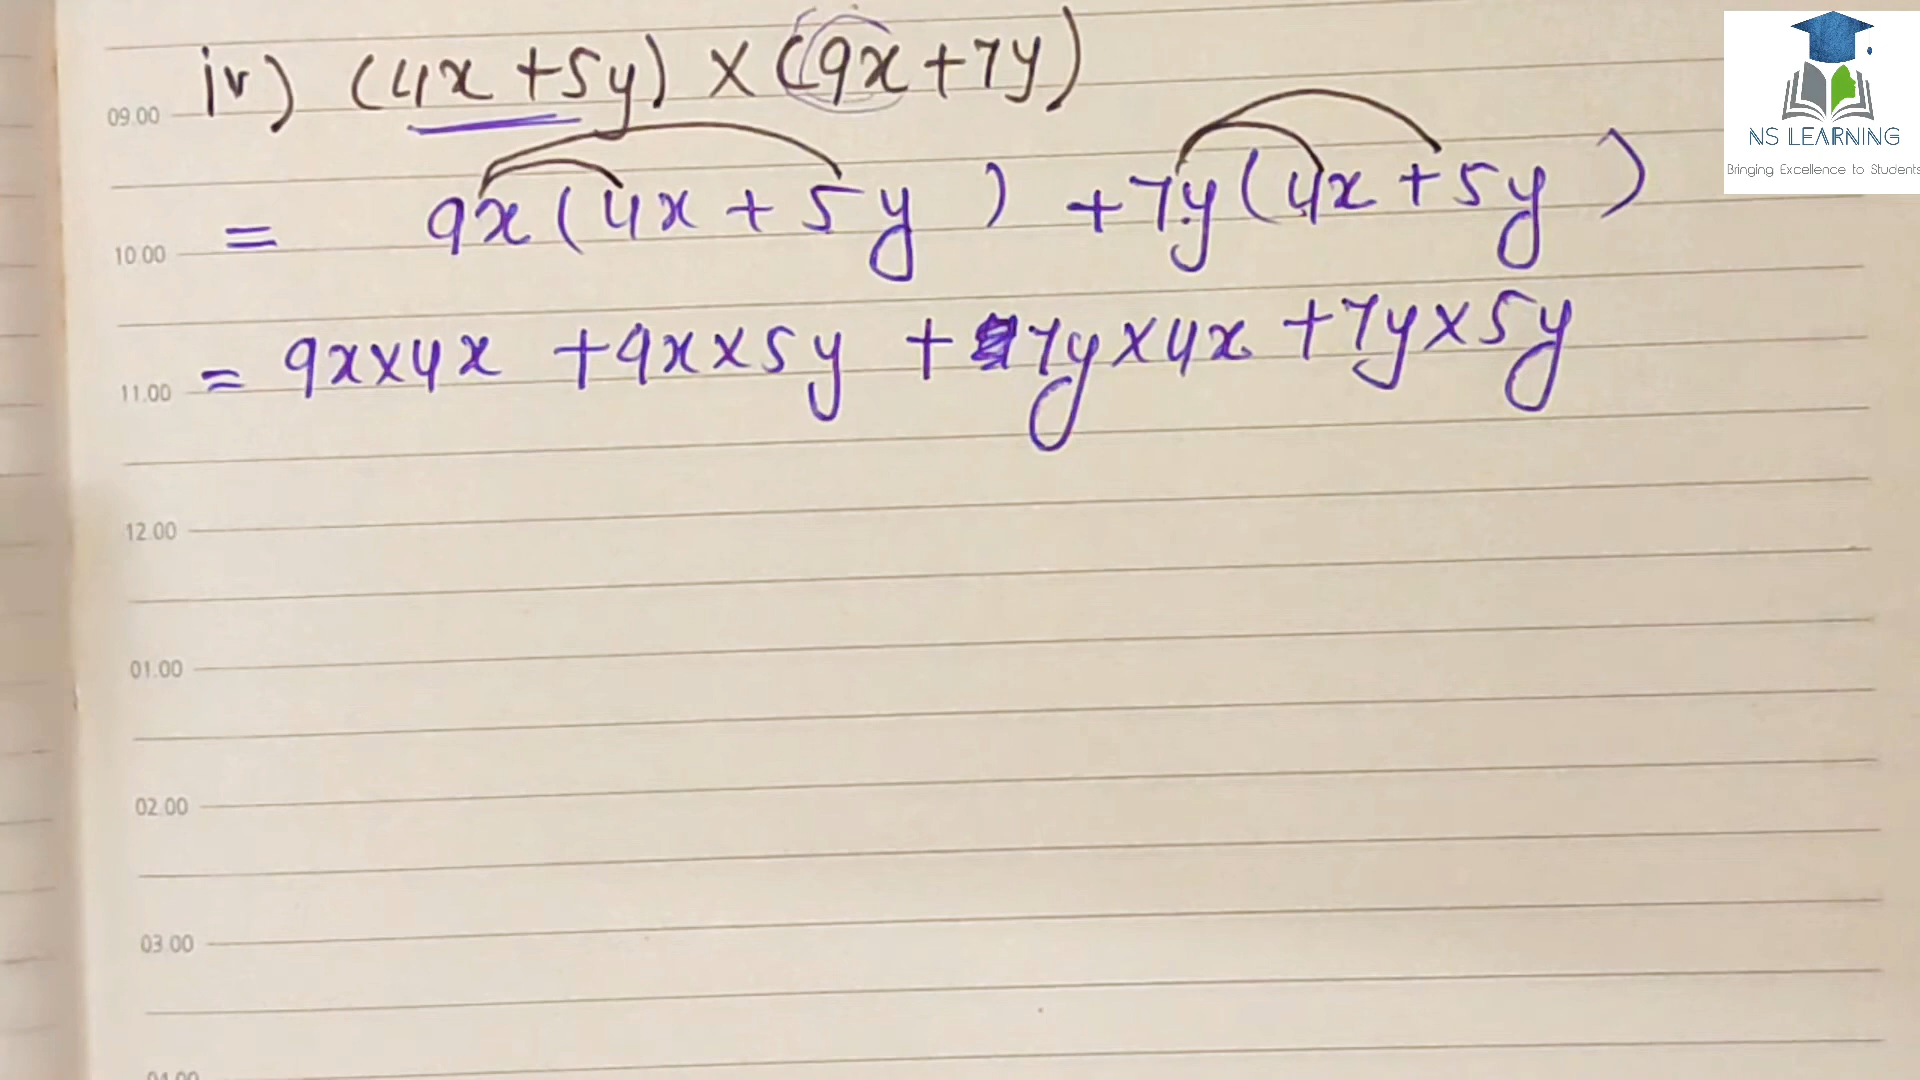 iv) (4x+5y) × (9x+7y)
= 9x(4x+5y) +7y(4x+5y)
= 9x×4x +9x×5y + 7y×4x +7y×5y
09.00
10.00
11.00
12.00
01.00
02.00
03.00
NS LEARNING
Bringing Excellence to Students